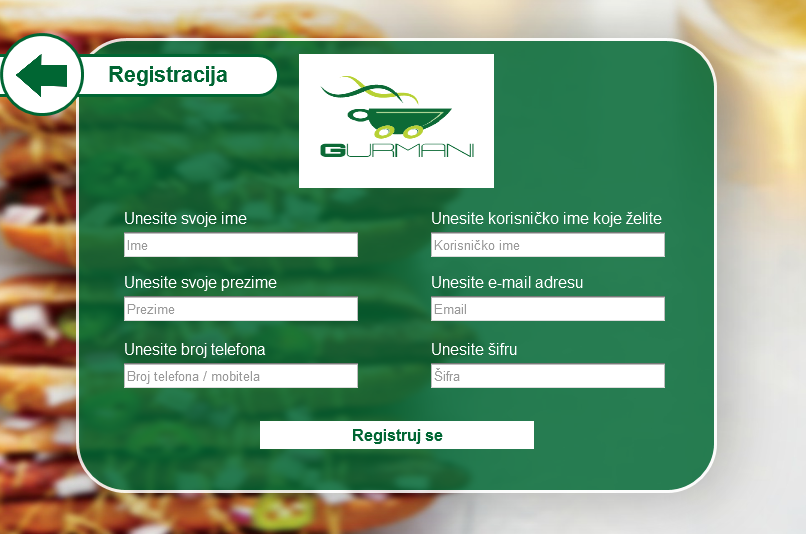 Registracija
GURMANI
Unesite svoje ime
Ime
Unesite korisničko ime koje želite
Korisničko ime
Unesite svoje prezime
Prezime
Unesite e-mail adresu
Email
Unesite broj telefona
Broj telefona / mobitela
Unesite šifru
Šifra
Registruj se